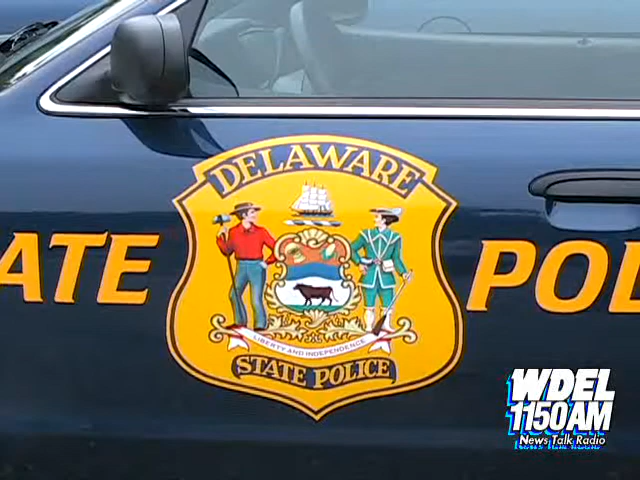 DELAWARE
ATE
POL
LIBERTY AND INDEPENDENCE
STATE POLICE
WDEL
1150AM
News Talk Radio